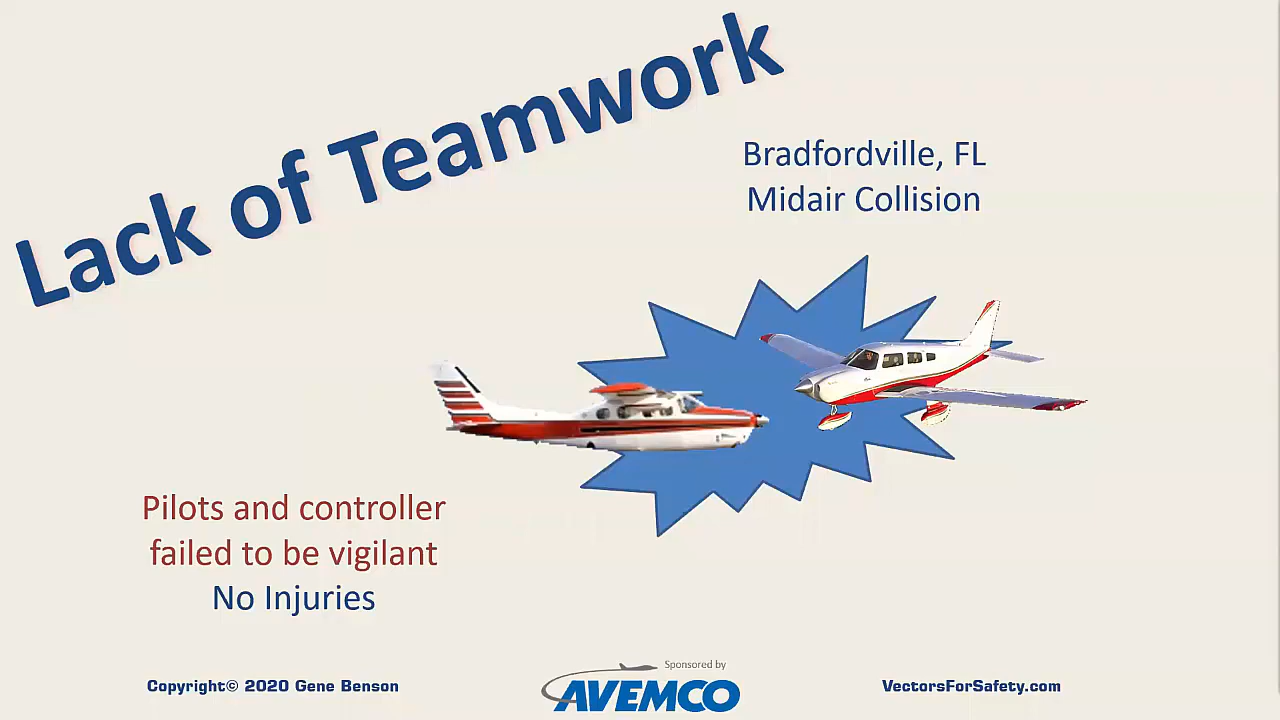 Lack of Teamwork
Bradfordville, FL
Midair Collision
Pilots and controller
failed to be vigilant
No Injuries
Copyright© 2020 Gene Benson
Sponsored by
AVEMCO
VectorsForSafety.com